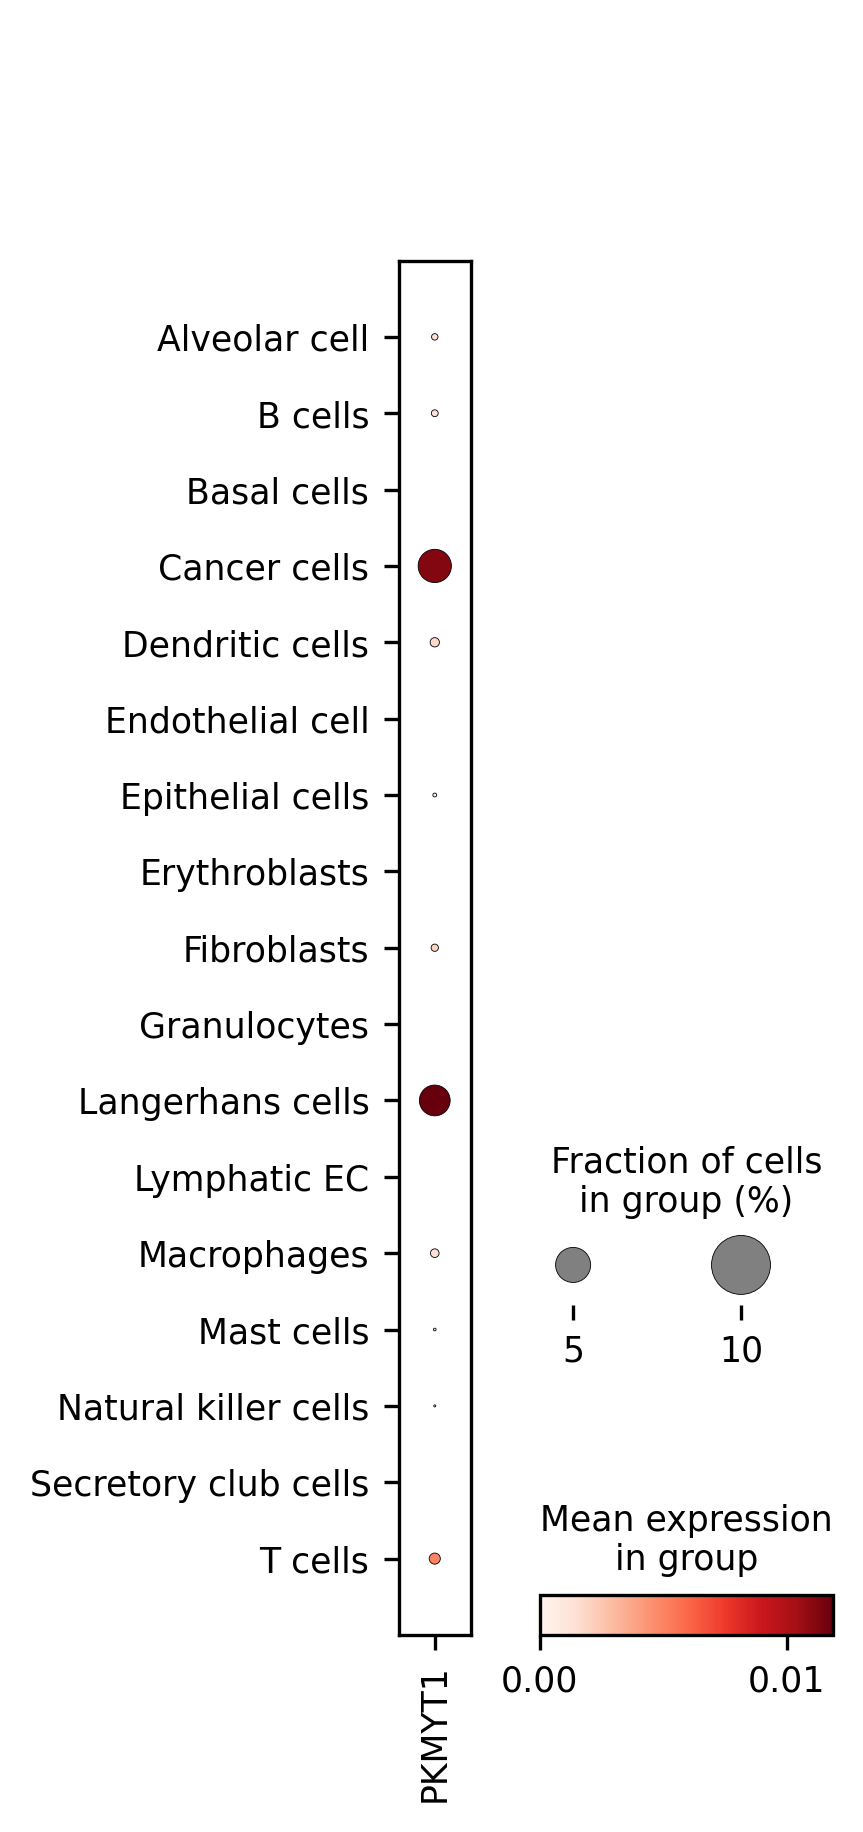 Alveolar cell
B cells
Basal cells
Cancer cells
Dendritic cells
Endothelial cell
Epithelial cells
Erythroblasts
Fibroblasts
Granulocytes
Langerhans cells
Lymphatic EC
Macrophages
Mast cells
Natural killer cells
Secretory club cells
T cells
PKMYT1
Fraction of cells
in group (%)
5 10
Mean expression
in group
0.00 0.01